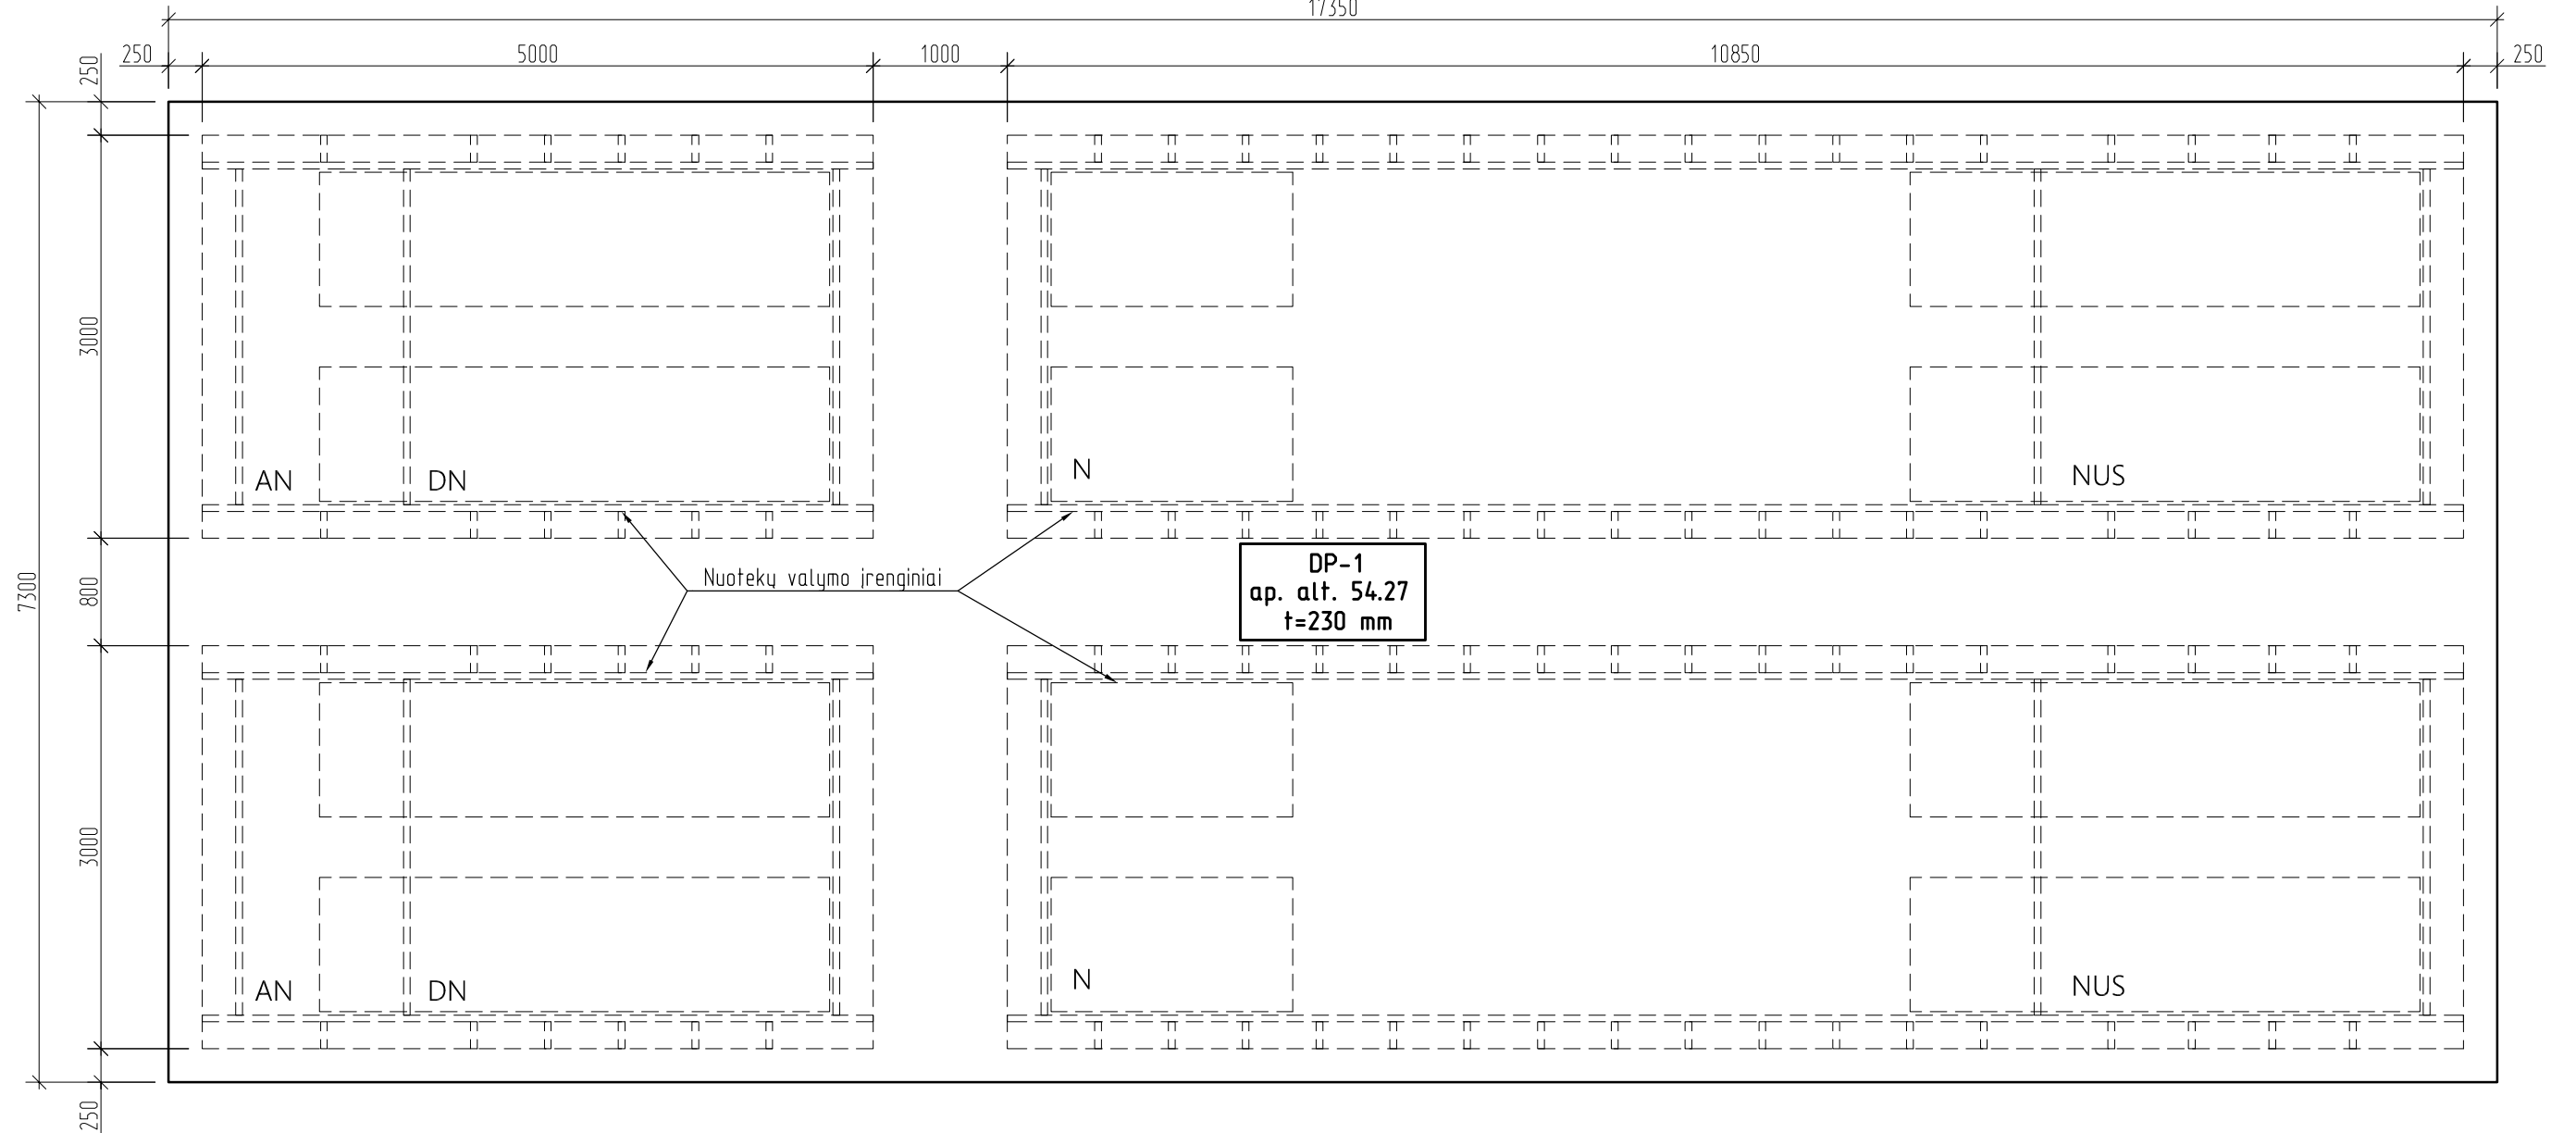 17350
250
5000
1000
10850
250
250
3000
AN
DN
N
NUS
7300
800
Nuotekų valymo įrenginiai
DP-1
ap. alt. 54.27
t=230 mm
3000
AN
DN
N
NUS
250